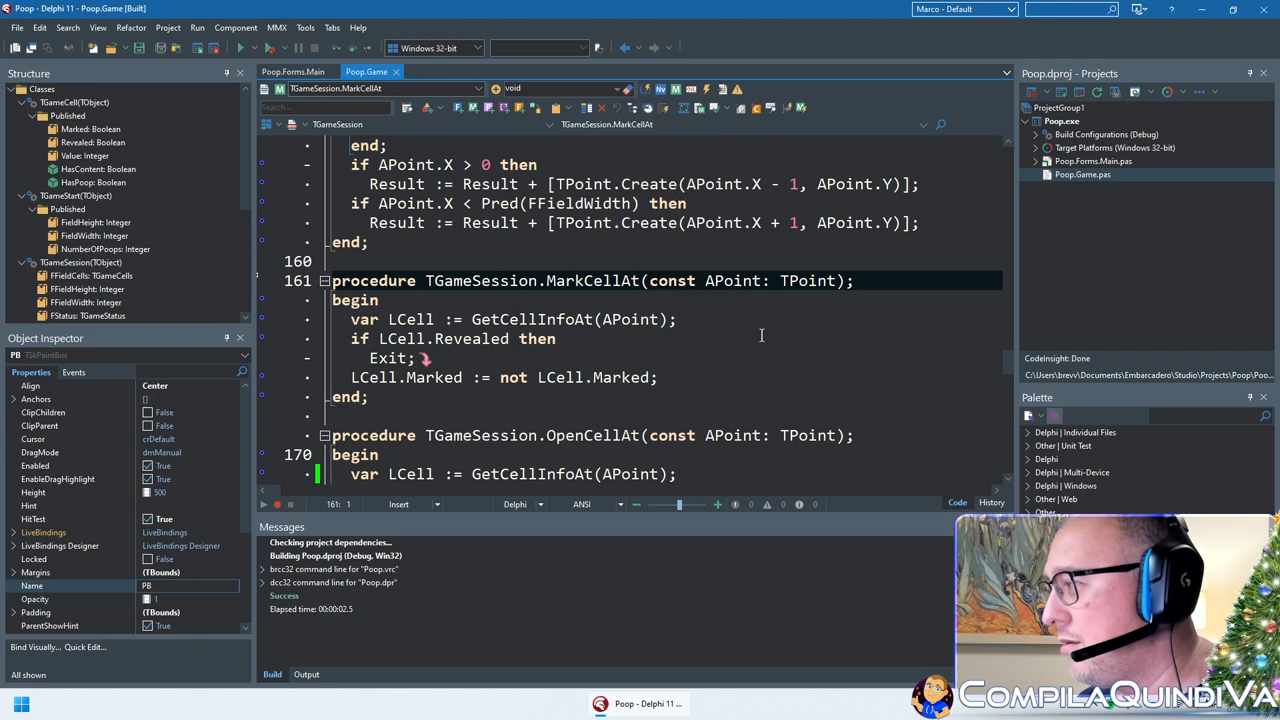 Poop - Delphi 11 - Poop.Game [Built]
Marco - Default
File Edit Search View Refactor Project Run Component MMX Tools Tabs Help
Windows 32-bit
Structure
Classes
TGameCell(TObject)
Published
Marked: Boolean
Revealed: Boolean
Value: Integer
HasContent: Boolean
HasPoop: Boolean
TGameStart(TObject)
Published
FieldHeight: Integer
FieldWidth: Integer
NumberOfPoops: Integer
TGameSession(TObject)
FFieldCells: TGameCells
FFieldHeight: Integer
FFieldWidth: Integer
FStatus: TGameStatus
Object Inspector
PB TSkPaintBox
Properties Events
Align Center
Anchors []
ClipChildren False
ClipParent False
Cursor crDefault
DragMode dmManual
Enabled True
EnableDragHighlight True
Height 500
Hint
HitTest True
LiveBindings LiveBindings
LiveBindings Designer LiveBindings Designer
Locked False
Margins (TBounds)
Name PB
Opacity 1
Padding (TBounds)
ParentShowHint True
Bind Visually... Quick Edit...
All shown
Poop.Forms.Main Poop.Game
TGameSession.MarkCellAt void
Search...
TGameSession TGameSession.MarkCellAt
end;
if APoint.X > 0 then
Result := Result + [TPoint.Create(APoint.X - 1, APoint.Y)];
if APoint.X < Pred(FFieldWidth) then
Result := Result + [TPoint.Create(APoint.X + 1, APoint.Y)];
end;
160
161 procedure TGameSession.MarkCellAt(const APoint: TPoint);
begin
var LCell := GetCellInfoAt(APoint);
if LCell.Revealed then
Exit;
LCell.Marked := not LCell.Marked;
end;
procedure TGameSession.OpenCellAt(const APoint: TPoint);
170 begin
var LCell := GetCellInfoAt(APoint);
161: 1 Insert Delphi ANSI 0 0 0 Code History
Messages
Checking project dependencies...
Building Poop.dproj (Debug, Win32)
brcc32 command line for "Poop.vrc"
dcc32 command line for "Poop.dpr"
Success
Elapsed time: 00:00:02.5
Build Output
Poop.dproj - Projects
ProjectGroup1
Poop.exe
Build Configurations (Debug)
Target Platforms (Windows 32-bit)
Poop.Forms.Main.pas
Poop.Game.pas
CodeInsight: Done
C:\Users\brevv\Documents\Embarcadero\Studio\Projects\Poop\Poo...
Palette
Delphi | Individual Files
Other | Unit Test
Delphi
Delphi | Multi-Device
Delphi | Windows
Other | Web
Other
Poop - Delphi 11 ...
COMPILAQUINDIVA